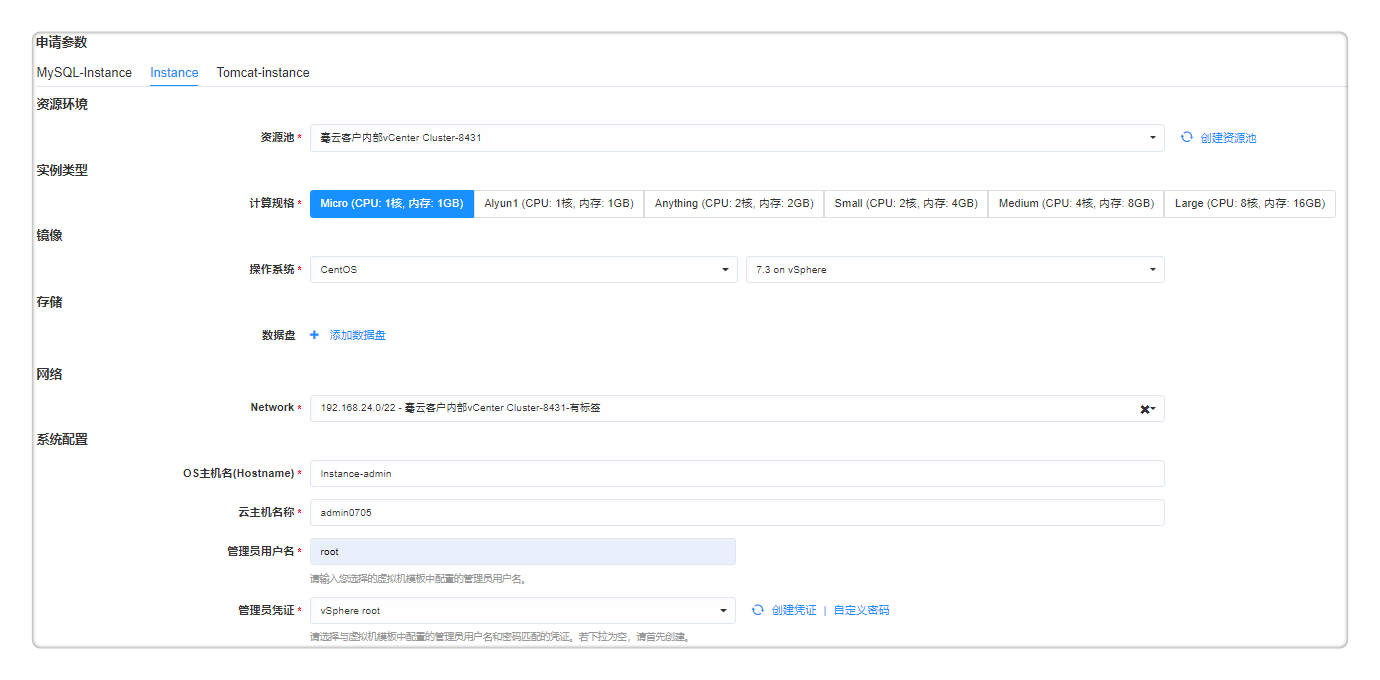 申请参数
MySQL-Instance Instance Tomcat-instance
资源环境
资源池 * 骞云客户内部vCenter Cluster-8431 创建资源池
实例类型
计算规格 * Micro (CPU: 1核, 内存: 1GB) Alyun1 (CPU: 1核, 内存: 1GB) Anything (CPU: 2核, 内存: 2GB) Small (CPU: 2核, 内存: 4GB) Medium (CPU: 4核, 内存: 8GB) Large (CPU: 8核, 内存: 16GB)
镜像
操作系统 * CentOS 7.3 on vSphere
存储
数据盘 + 添加数据盘
网络
Network * 192.168.24.0/22 - 骞云客户内部vCenter Cluster-8431-有标签
系统配置
OS主机名(Hostname) * Instance-admin
云主机名称 * admin0705
管理员用户名 * root
请输入您选择的虚拟机模板中配置的管理员用户名。
管理员凭证 * vSphere root 创建凭证 | 自定义密码
请选择与虚拟机模板中配置的管理员用户名和密码匹配的凭证。若下拉为空，请首先创建。